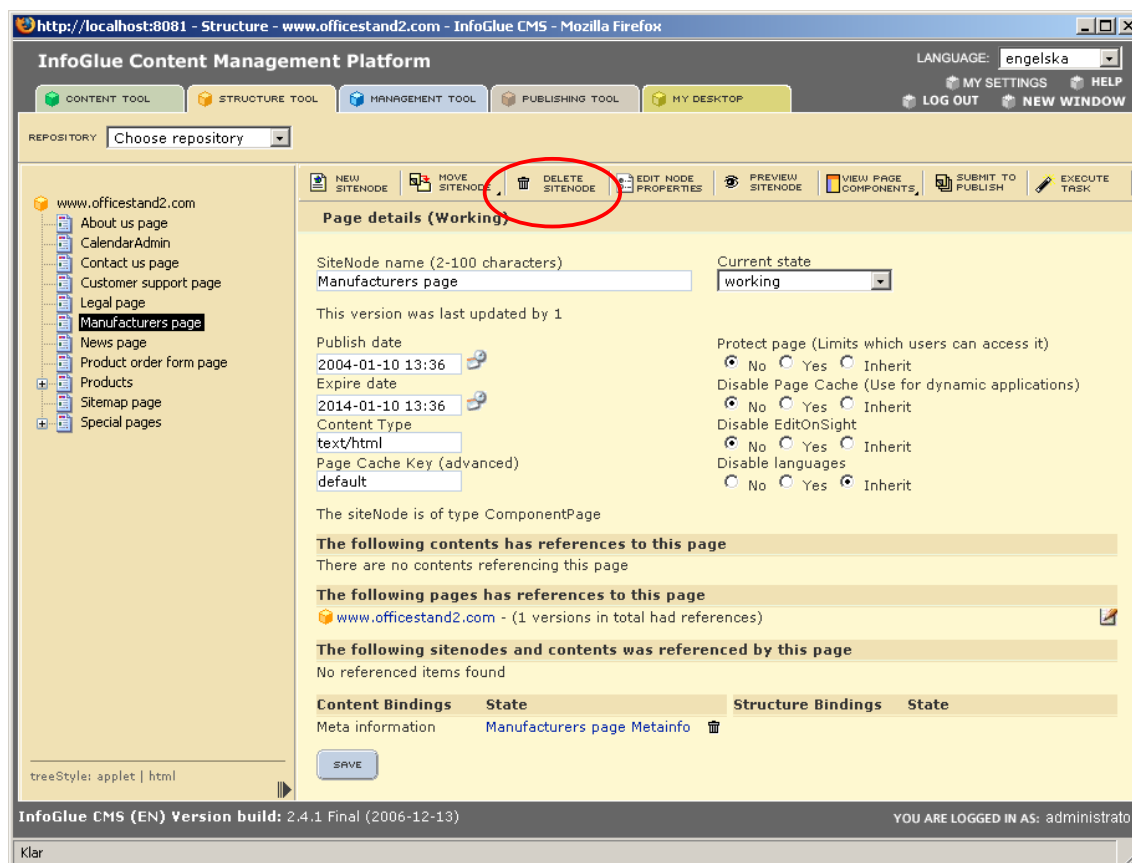 http://localhost:8081 - Structure - www.officestand2.com - InfoGlue CMS - Mozilla Firefox
InfoGlue Content Management Platform
LANGUAGE: engelska
MY SETTINGS HELP
LOG OUT NEW WINDOW
CONTENT TOOL STRUCTURE TOOL MANAGEMENT TOOL PUBLISHING TOOL MY DESKTOP
REPOSITORY Choose repository
NEW SITENODE MOVE SITENODE DELETE SITENODE EDIT NODE PROPERTIES PREVIEW SITENODE VIEW PAGE COMPONENTS SUBMIT TO PUBLISH EXECUTE TASK
www.officestand2.com
About us page
CalendarAdmin
Contact us page
Customer support page
Legal page
Manufacturers page
News page
Product order form page
Products
Sitemap page
Special pages
treeStyle: applet | html
Page details (Working)
SiteNode name (2-100 characters)
Manufacturers page
Current state
working
This version was last updated by 1
Publish date
2004-01-10 13:36
Expire date
2014-01-10 13:36
Content Type
text/html
Page Cache Key (advanced)
default
Protect page (Limits which users can access it)
No Yes Inherit
Disable Page Cache (Use for dynamic applications)
No Yes Inherit
Disable EditOnSight
No Yes Inherit
Disable languages
No Yes Inherit
The siteNode is of type ComponentPage
The following contents has references to this page
There are no contents referencing this page
The following pages has references to this page
www.officestand2.com - (1 versions in total had references)
The following sitenodes and contents was referenced by this page
No referenced items found
Content Bindings State Structure Bindings State
Meta information Manufacturers page Metainfo
SAVE
InfoGlue CMS (EN) Version build: 2.4.1 Final (2006-12-13)
YOU ARE LOGGED IN AS: administrato
Klar